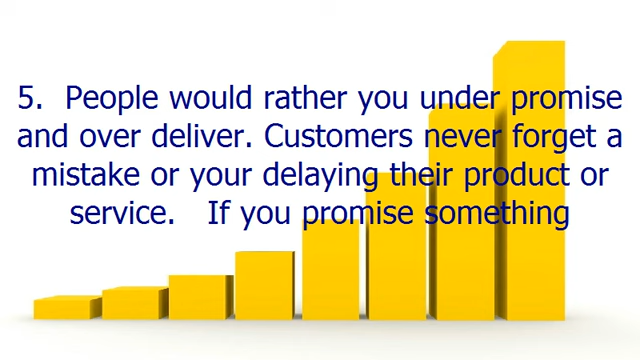 5.  People would rather you under promise
and over deliver. Customers never forget a
mistake or your delaying their product or
service.   If you promise something